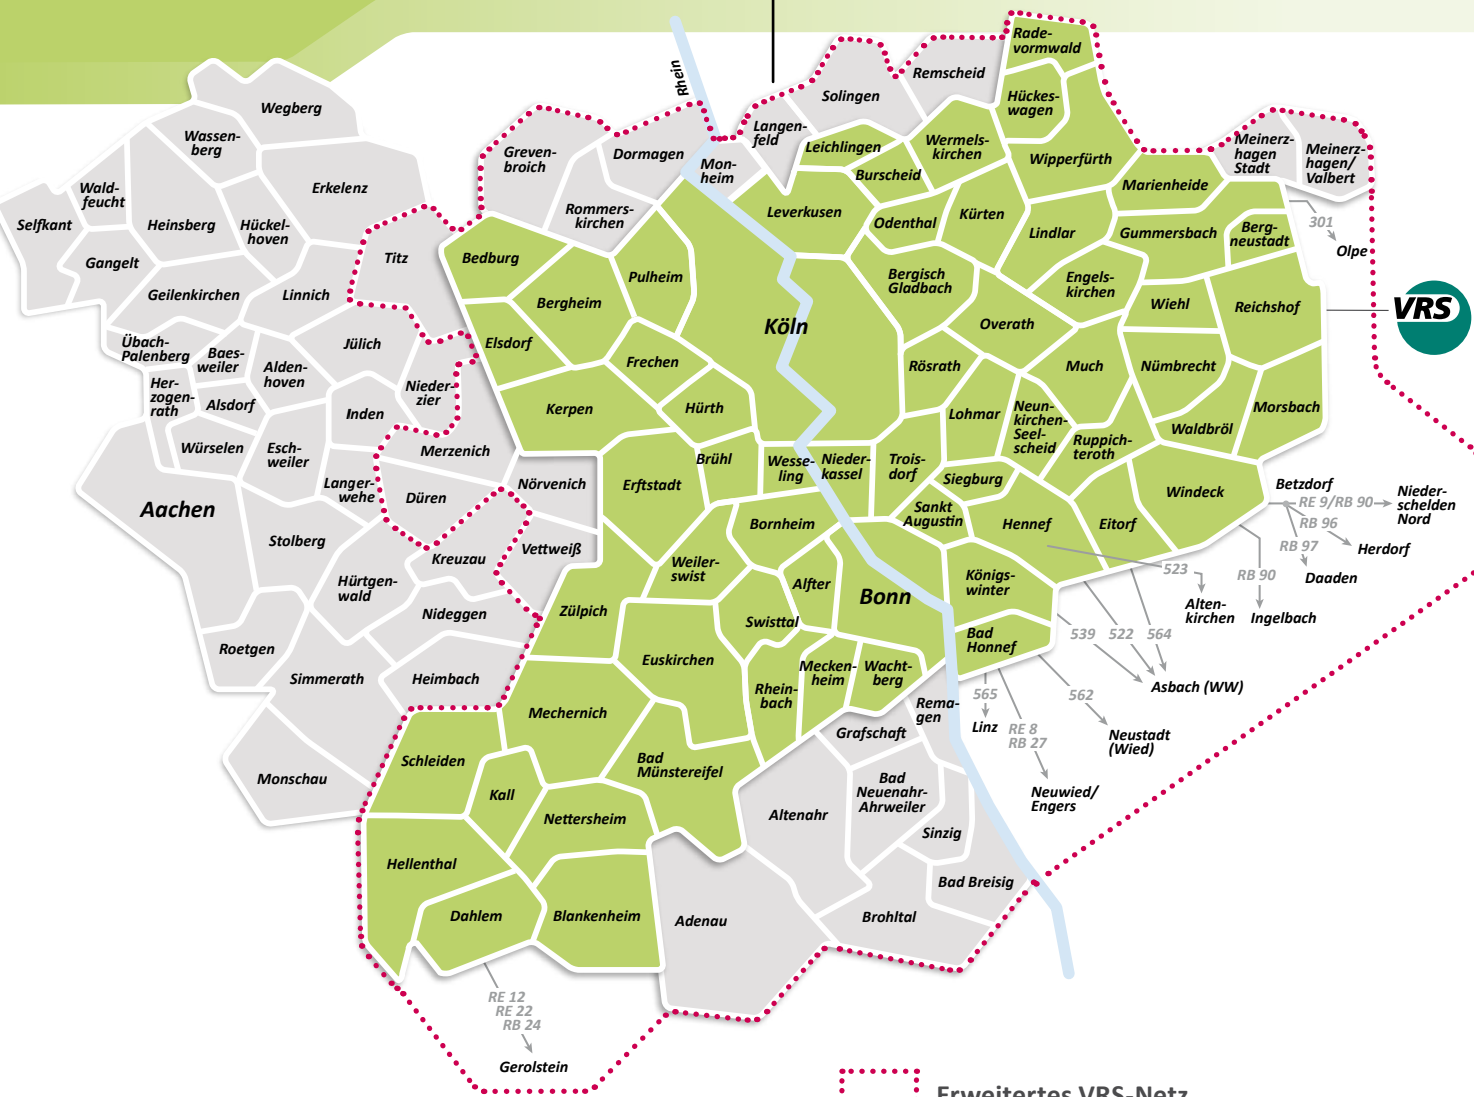 Rade-
vormwald
Rhein
Remscheid
Solingen
Hückes-
wagen
Wegberg
Langen-
feld
Wassen-
berg
Leichlingen
Wermels-
kirchen
Meinerz-
hagen
Stadt
Meinerz-
hagen/
Valbert
Greven-
broich
Dormagen
Mon-
heim
Burscheid
Wipperfürth
Erkelenz
Wald-
feucht
Marienheide
Selfkant
Heinsberg
Hückel-
hoven
Rommers-
kirchen
Leverkusen
Odenthal
Kürten
Lindlar
Gummersbach
Berg-
neustadt
301
Olpe
Gangelt
Titz
Bedburg
Pulheim
Bergisch
Gladbach
Engels-
kirchen
Geilenkirchen
Linnich
Bergheim
Wiehl
Reichshof
VRS
Köln
Overath
Übach-
Palenberg
Baes-
weiler
Jülich
Elsdorf
Frechen
Alden-
hoven
Rösrath
Much
Nümbrecht
Her-
zogen-
rath
Alsdorf
Nieder-
zier
Inden
Kerpen
Hürth
Lohmar
Neun-
kirchen-
Seel-
scheid
Morsbach
Waldbröl
Würselen
Esch-
weiler
Merzenich
Ruppich-
teroth
Brühl
Wesse-
ling
Nieder-
kassel
Trois-
dorf
Siegburg
Langer-
wehe
Düren
Nörvenich
Erftstadt
Windeck
Betzdorf
RE 9/RB 90
Nieder-
schelden
Nord
Aachen
Sankt
Augustin
Hennef
Eitorf
RB 96
Herdorf
Bornheim
Stolberg
Vettweiß
RB 97
Daaden
Kreuzau
Weiler-
swist
523
RB 90
Hürtgen-
wald
Alfter
Bonn
Königs-
winter
Alten-
kirchen
Ingelbach
Nideggen
Zülpich
Swisttal
539
522
564
Bad
Honnef
Roetgen
Euskirchen
Simmerath
Heimbach
Rhein-
bach
Mecken-
heim
Wacht-
berg
565
562
Asbach (WW)
Rema-
gen
Linz
Mechernich
Grafschaft
RE 8
RB 27
Neustadt
(Wied)
Schleiden
Bad
Münstereifel
Monschau
Kall
Bad
Neuenahr-
Ahrweiler
Neuwied/
Engers
Nettersheim
Altenahr
Sinzig
Hellenthal
Bad Breisig
Dahlem
Blankenheim
Adenau
Brohltal
RE 12
RE 22
RB 24
Gerolstein
Erweitertes VRS-Netz